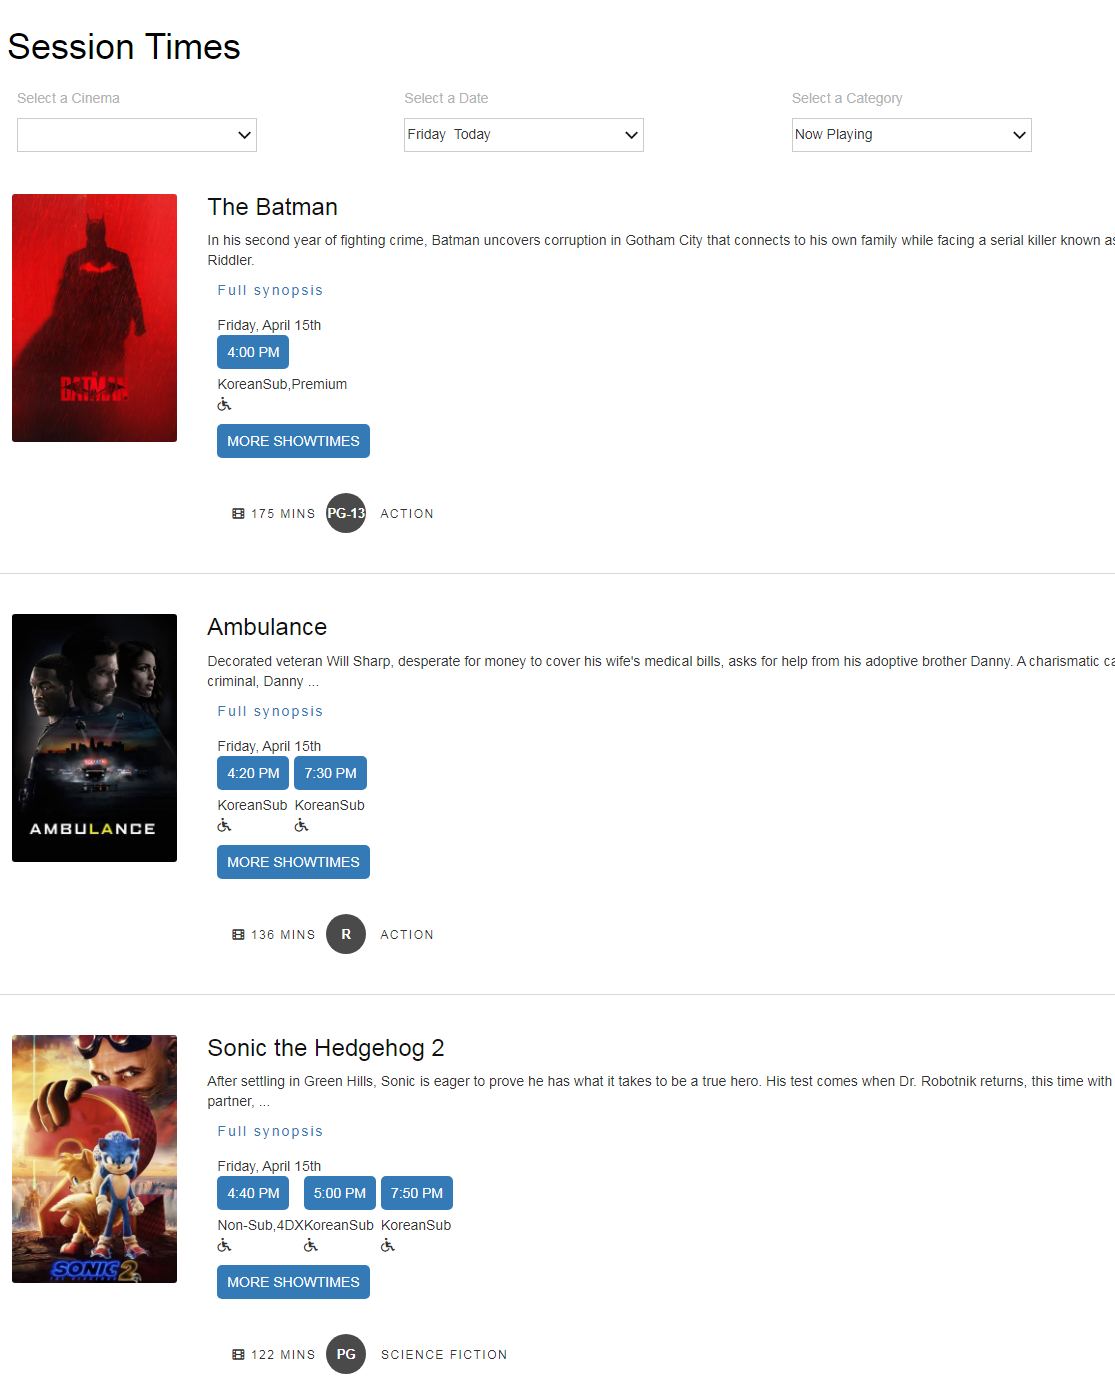 Session Times
Select a Cinema
Select a Date
Select a Category
Friday  Today
Now Playing
The Batman
In his second year of fighting crime, Batman uncovers corruption in Gotham City that connects to his own family while facing a serial killer known as
Riddler.
Full synopsis
Friday, April 15th
4:00 PM
KoreanSub,Premium
MORE SHOWTIMES
175 MINS PG-13 ACTION
BATMAN
Ambulance
Decorated veteran Will Sharp, desperate for money to cover his wife's medical bills, asks for help from his adoptive brother Danny. A charismatic ca
criminal, Danny ...
Full synopsis
Friday, April 15th
4:20 PM 7:30 PM
KoreanSub KoreanSub
MORE SHOWTIMES
136 MINS R ACTION
AMBULANCE
Sonic the Hedgehog 2
After settling in Green Hills, Sonic is eager to prove he has what it takes to be a true hero. His test comes when Dr. Robotnik returns, this time with
partner, ...
Full synopsis
Friday, April 15th
4:40 PM 5:00 PM 7:50 PM
Non-Sub,4DX KoreanSub KoreanSub
MORE SHOWTIMES
122 MINS PG SCIENCE FICTION
SONIC 2